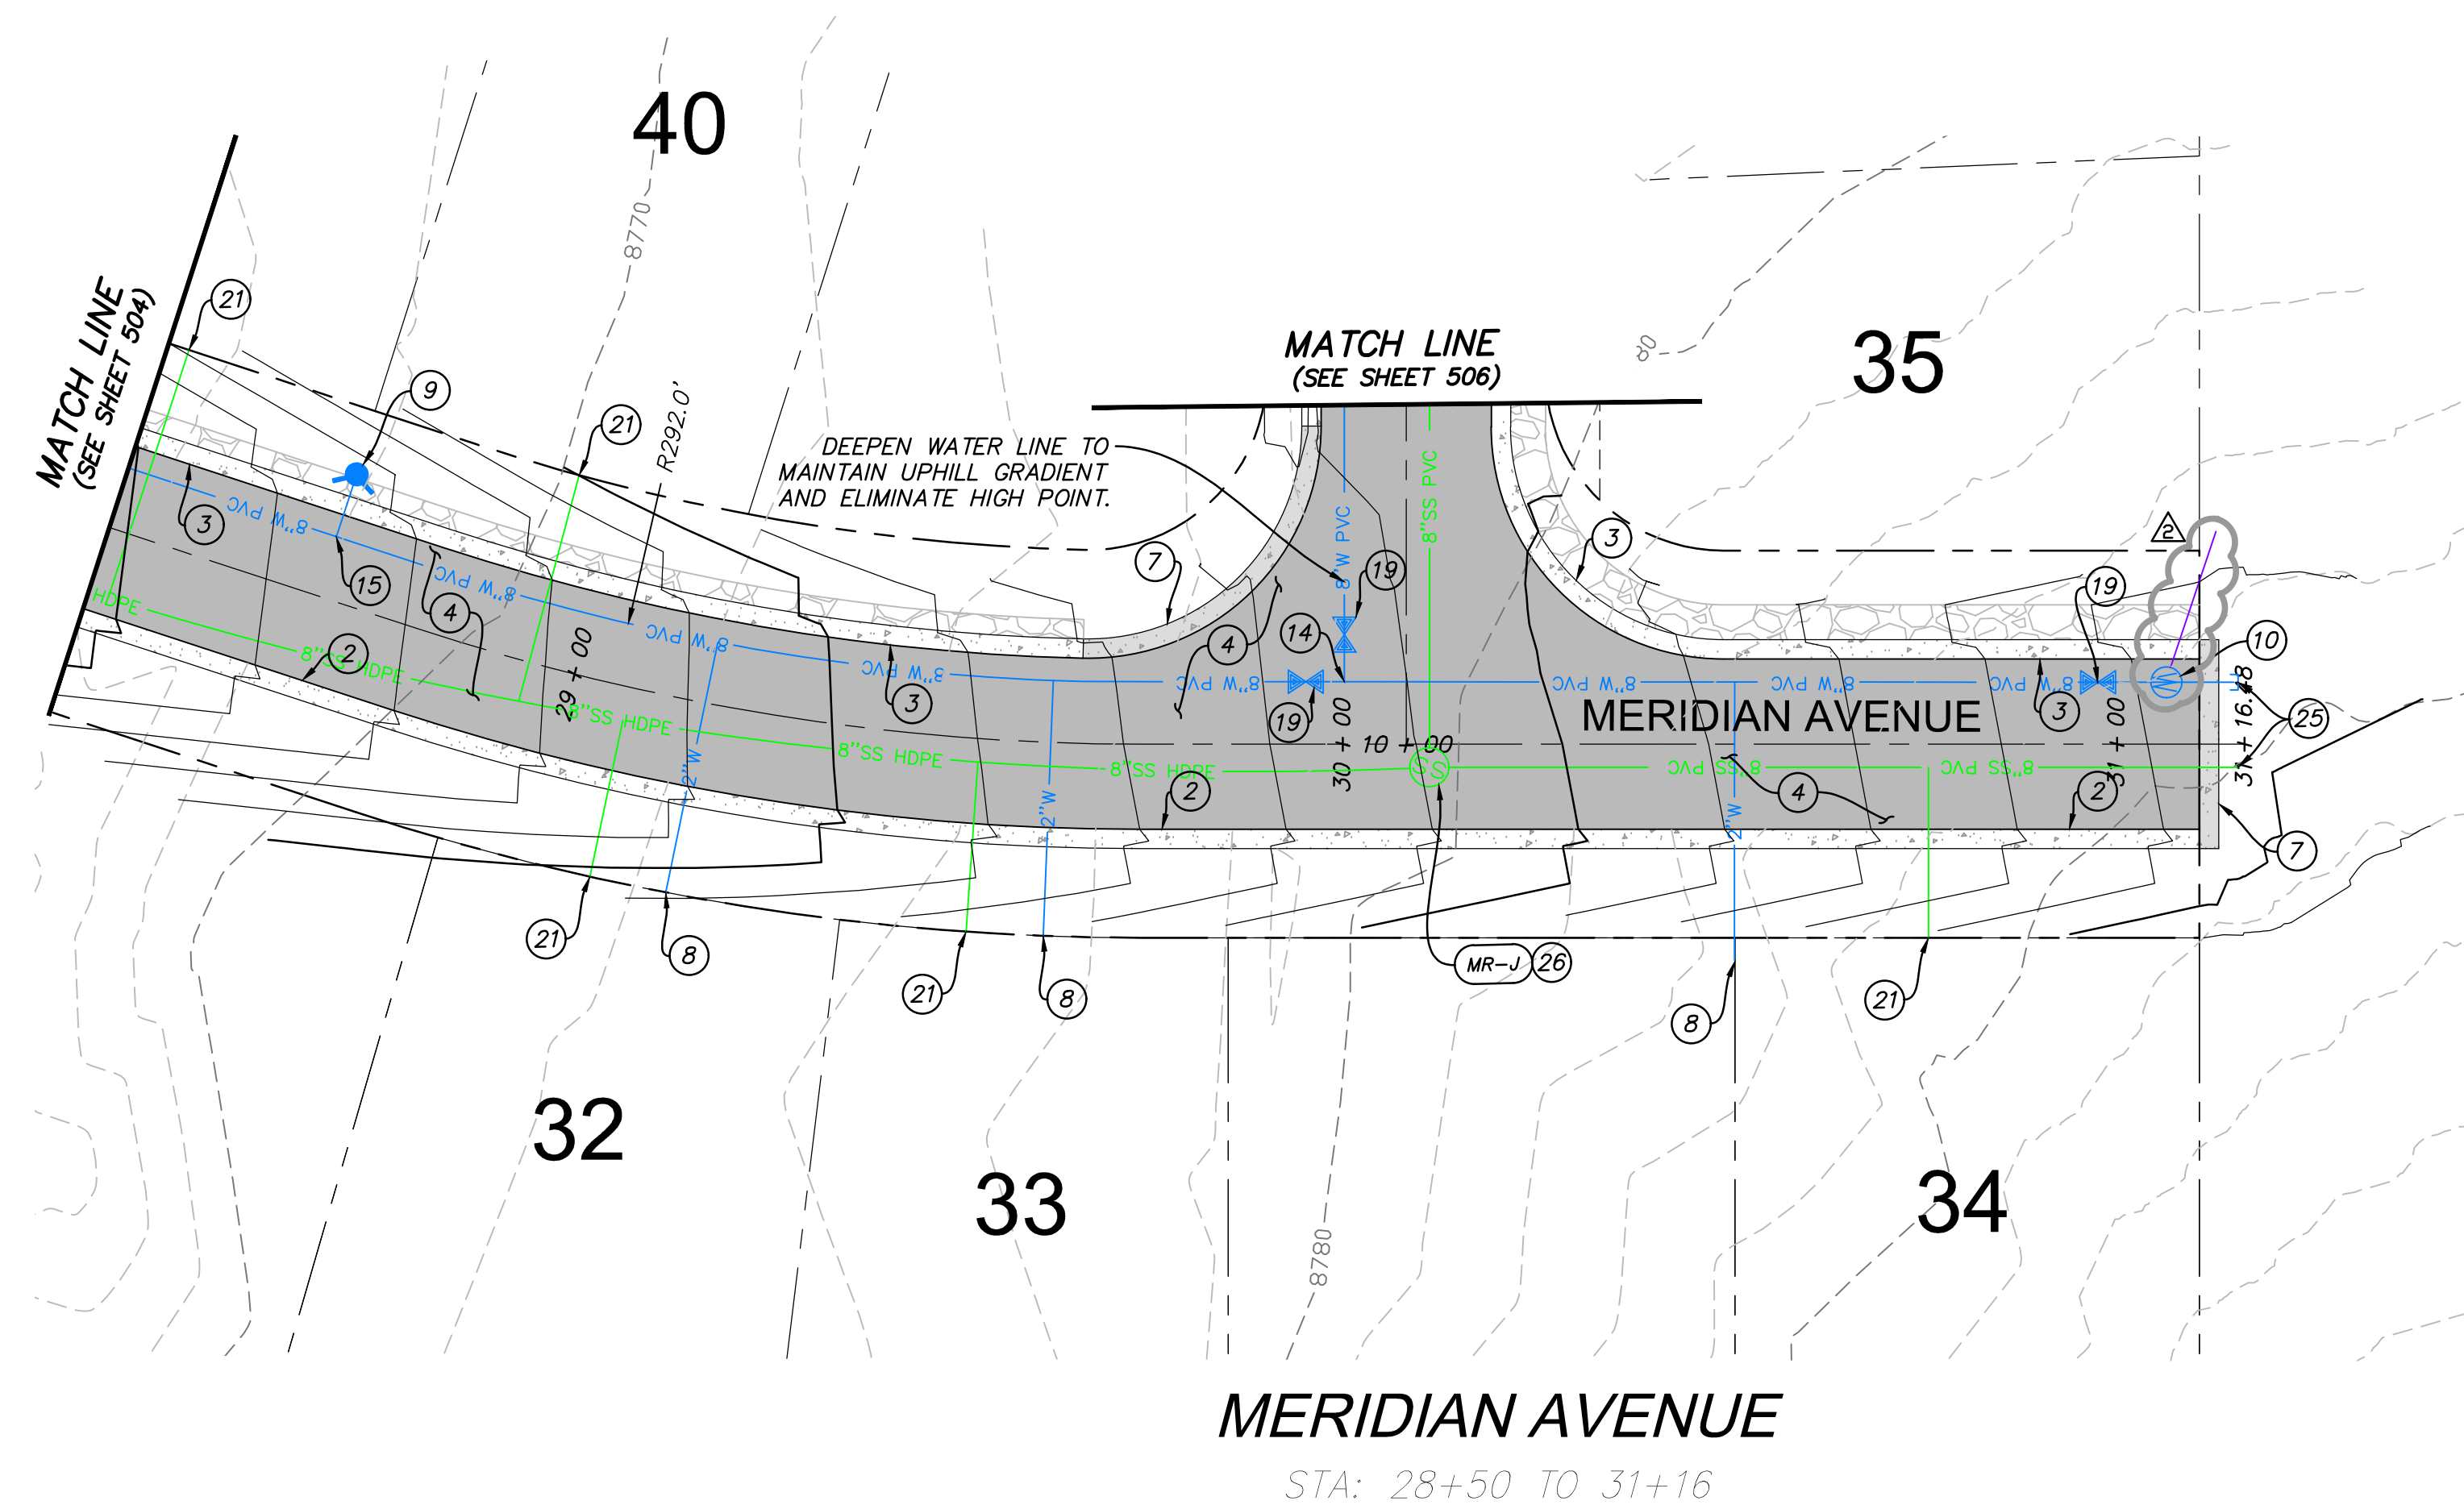 40
8770
MATCH LINE
(SEE SHEET 504)
21
9
21
R292.0'
MATCH LINE
(SEE SHEET 506)
80
35
DEEPEN WATER LINE TO
MAINTAIN UPHILL GRADIENT
AND ELIMINATE HIGH POINT.
8"W PVC
8"SS PVC
3
2
3
7
19
19
15
4
8"W PVC
8"W PVC
8"W PVC
8"W PVC
HDPE
8"SS HDPE
2
29+00
8"SS HDPE
8"SS HDPE
8"SS HDPE
3
4
14
10
8"W PVC
8"W PVC
8"W PVC
8"W PVC
W
19
3
MERIDIAN AVENUE
25
30+00
10+00
31+00
31+16.48
SS
8"SS PVC
8"SS PVC
2"W
2"W
2"W
2
4
2
7
21
8
21
8
MR-J
26
8
21
32
33
34
8780
MERIDIAN AVENUE
STA: 28+50 TO 31+16